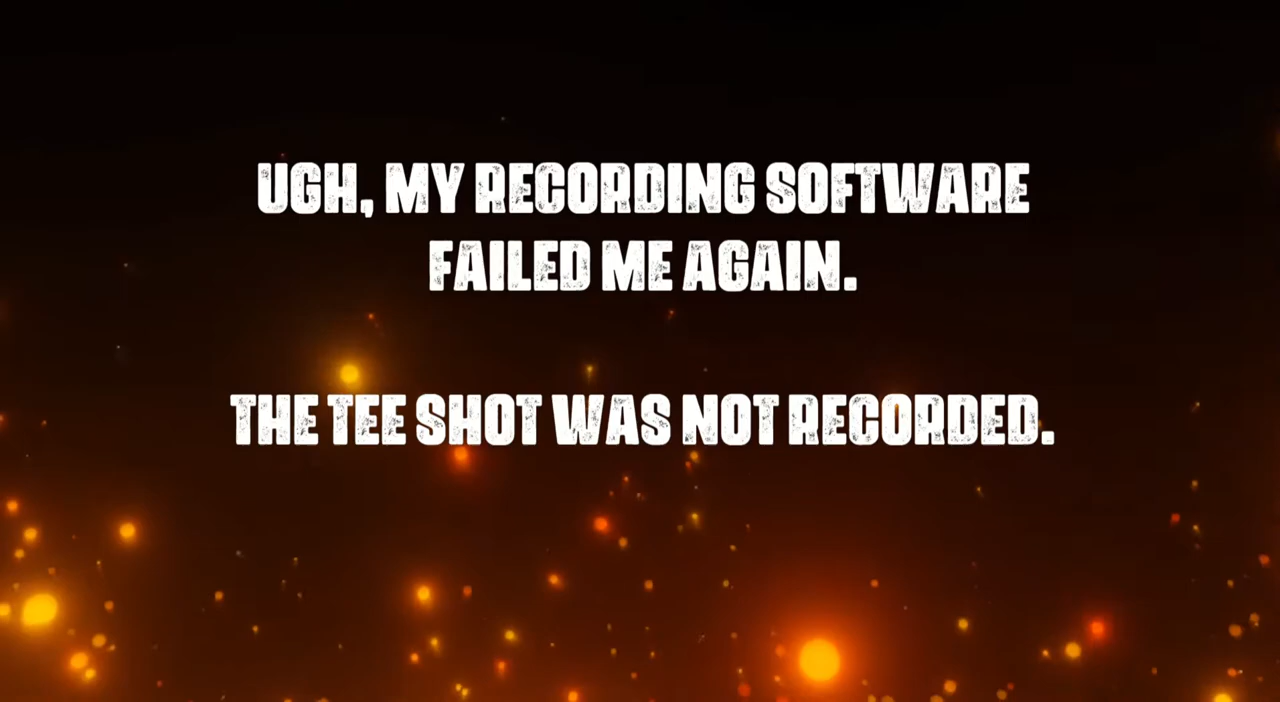 UGH, MY RECORDING SOFTWARE
FAILED ME AGAIN.
THE TEE SHOT WAS NOT RECORDED.